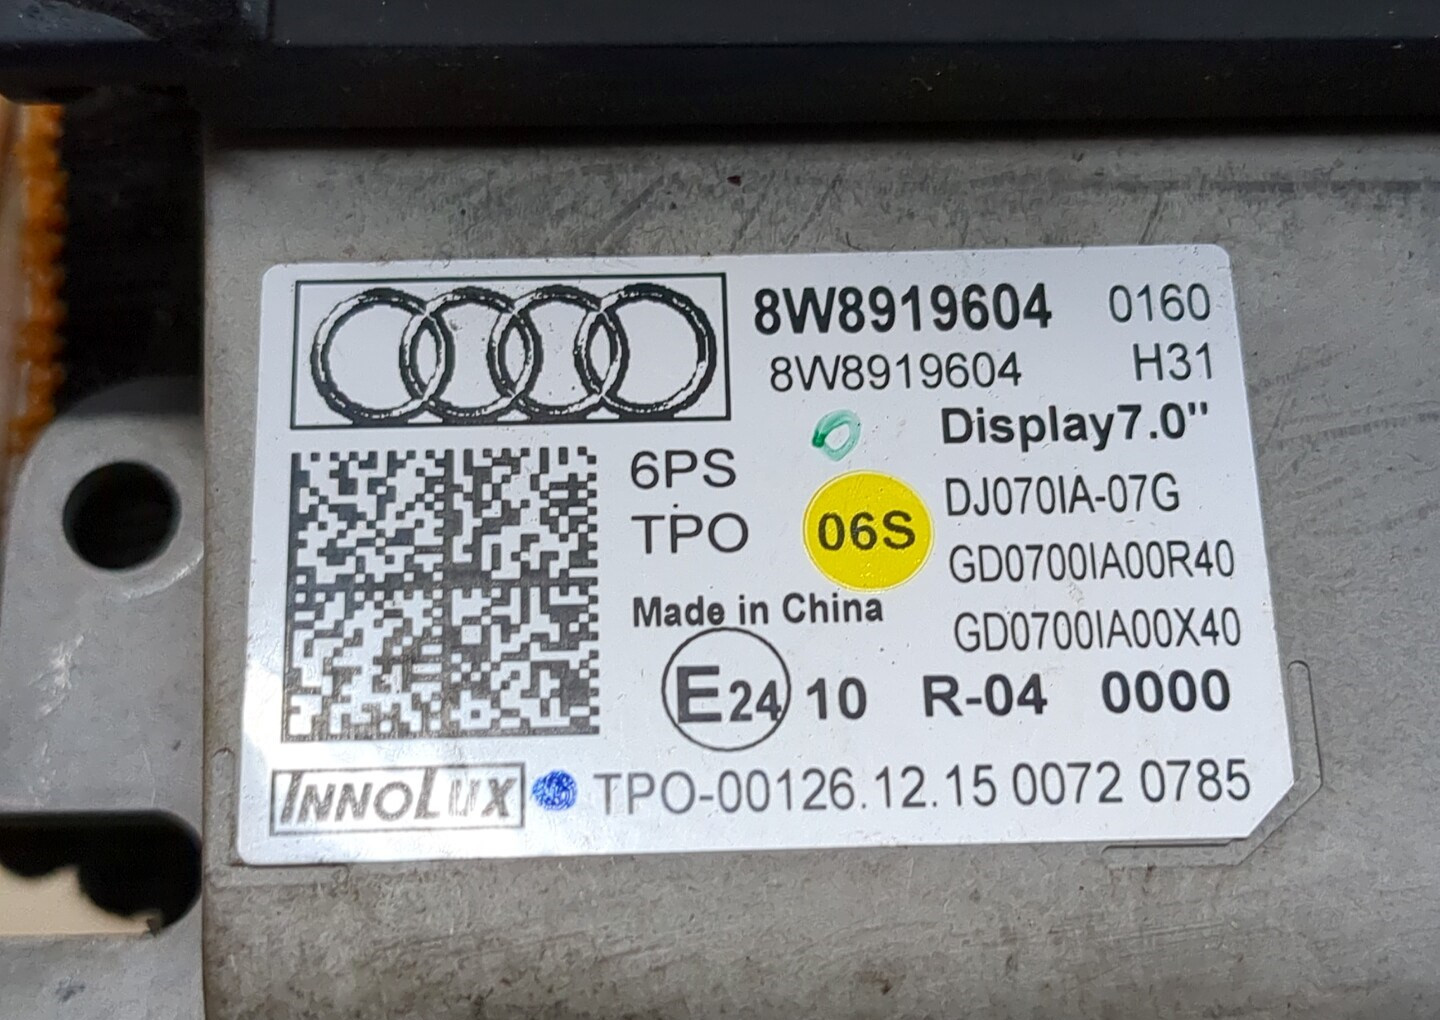 8W8919604 0160
8W8919604 H31
Display7.0"
6PS DJ070IA-07G
TPO 06S GD0700IA00R40
Made in China GD0700IA00X40
E24 10 R-04 0000
INNOLUX TPO-00126.12.15 0072 0785